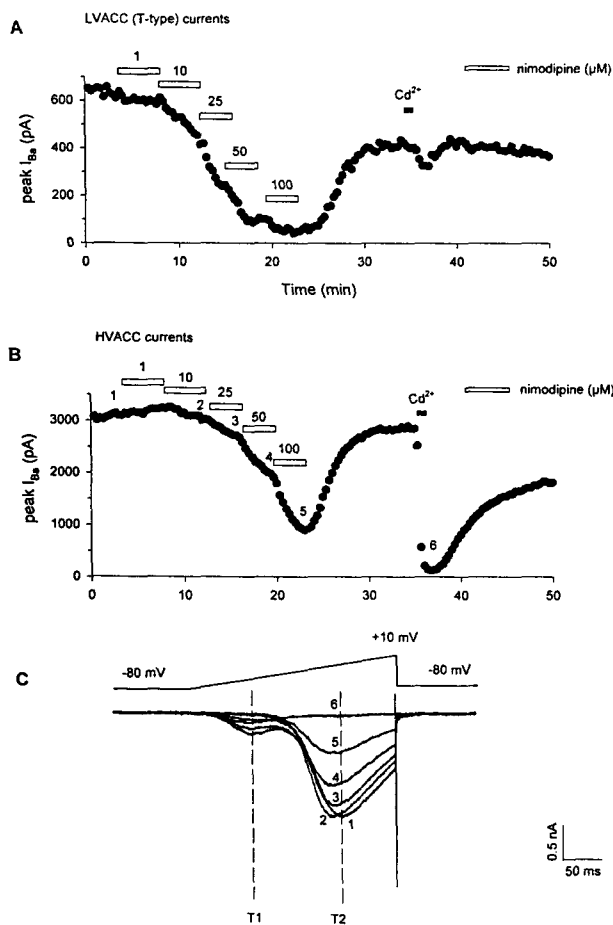 A
LVACC (T-type) currents
1
10
25
50
100
Cd²⁺
nimodipine (µM)
600
400
200
0
peak I_Ba (pA)
0 10 20 30 40 50
Time (min)
B
HVACC currents
1
10
25
50
100
Cd²⁺
nimodipine (µM)
1
2
3
4
5
6
3000
2000
1000
0
peak I_Ba (pA)
0 10 20 30 40 50
C
-80 mV
+10 mV
-80 mV
6
5
4
3
2 1
T1 T2
0.5 nA
50 ms